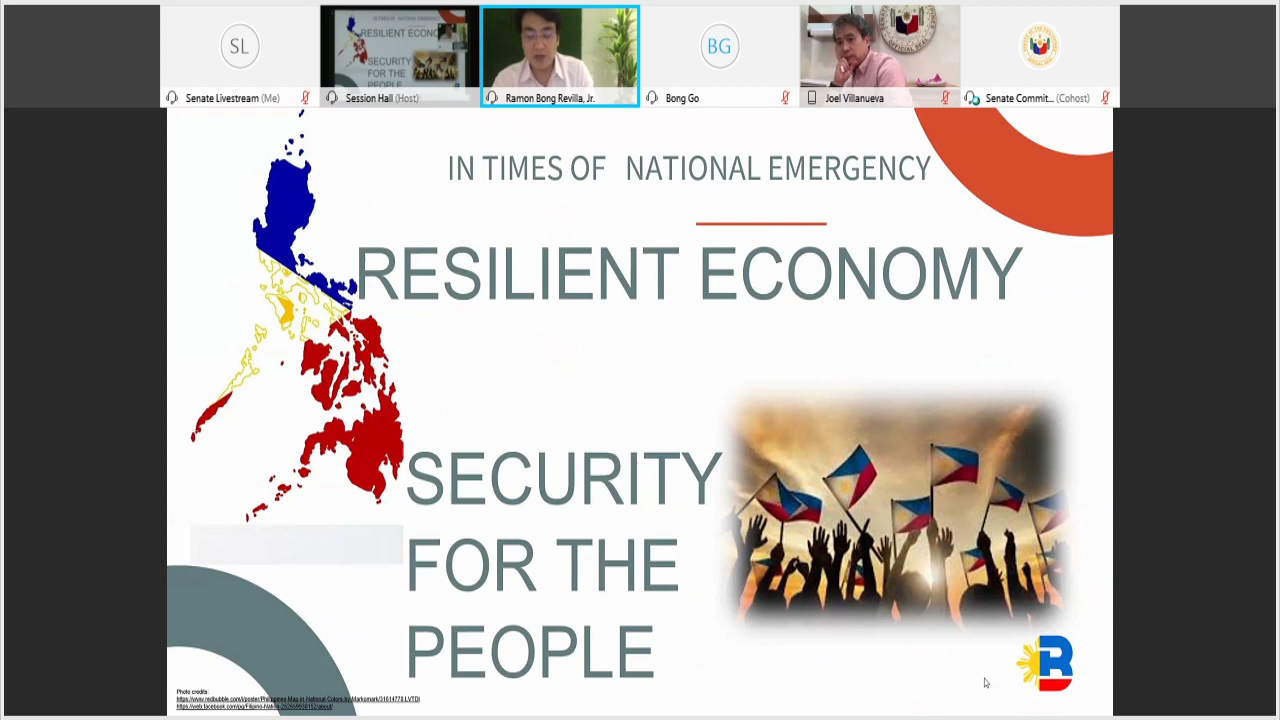 SL
BG
Senate Livestream (Me)
Session Hall (Host)
Ramon Bong Revilla, Jr.
Bong Go
Joel Villanueva
Senate Commit... (Cohost)
IN TIMES OF NATIONAL EMERGENCY
RESILIENT ECONOMY
SECURITY
FOR THE
PEOPLE
Photo credits: